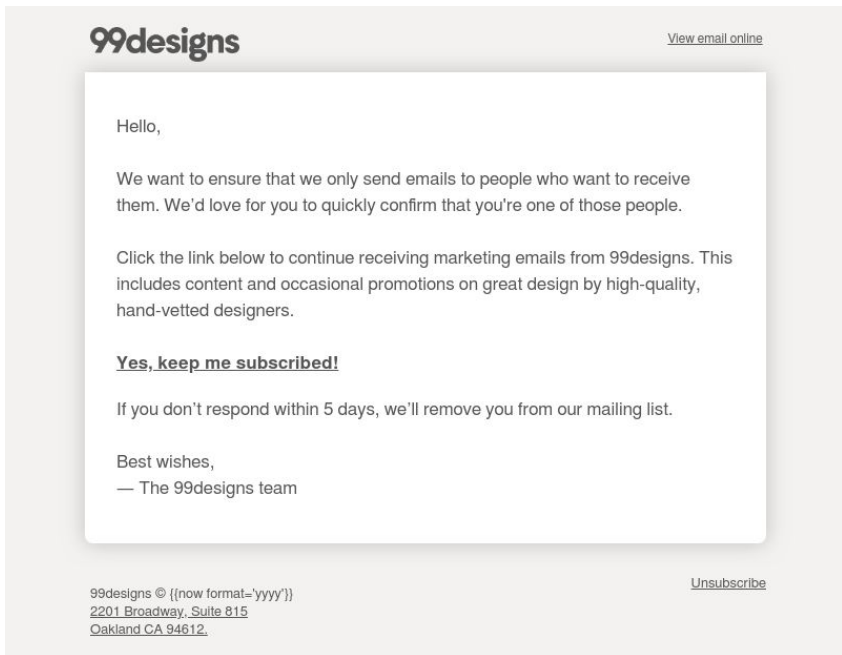 99designs
View email online
Hello,
We want to ensure that we only send emails to people who want to receive
them. We’d love for you to quickly confirm that you're one of those people.
Click the link below to continue receiving marketing emails from 99designs. This
includes content and occasional promotions on great design by high-quality,
hand-vetted designers.
Yes, keep me subscribed!
If you don’t respond within 5 days, we’ll remove you from our mailing list.
Best wishes,
— The 99designs team
Unsubscribe
99designs © {{now format='yyyy'}}
2201 Broadway, Suite 815
Oakland CA 94612.